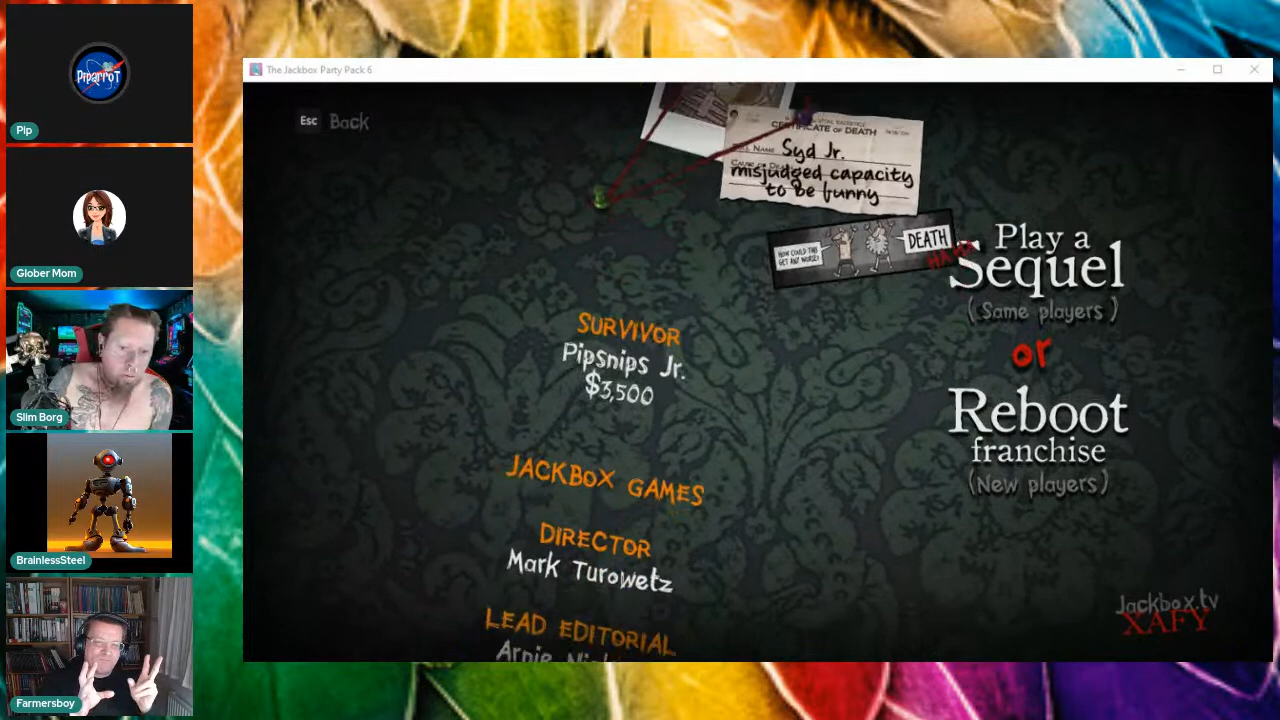 PIPARROT
Pip
Glober Mom
Slim Borg
BrainlessSteel
Farmersboy
The Jackbox Party Pack 6
Esc Back
CERTIFICATE OF DEATH
Syd Jr.
misjudged capacity
to be funny
HOW COULD THIS
GET ANY WORSE?
DEATH
SURVIVOR
Pipsnips Jr.
$3,500
JACKBOX GAMES
DIRECTOR
Mark Turowetz
LEAD EDITORIAL
Arnie
Play a
Sequel
(Same players)
or
Reboot
franchise
(New players)
Jackbox.tv
XAFY